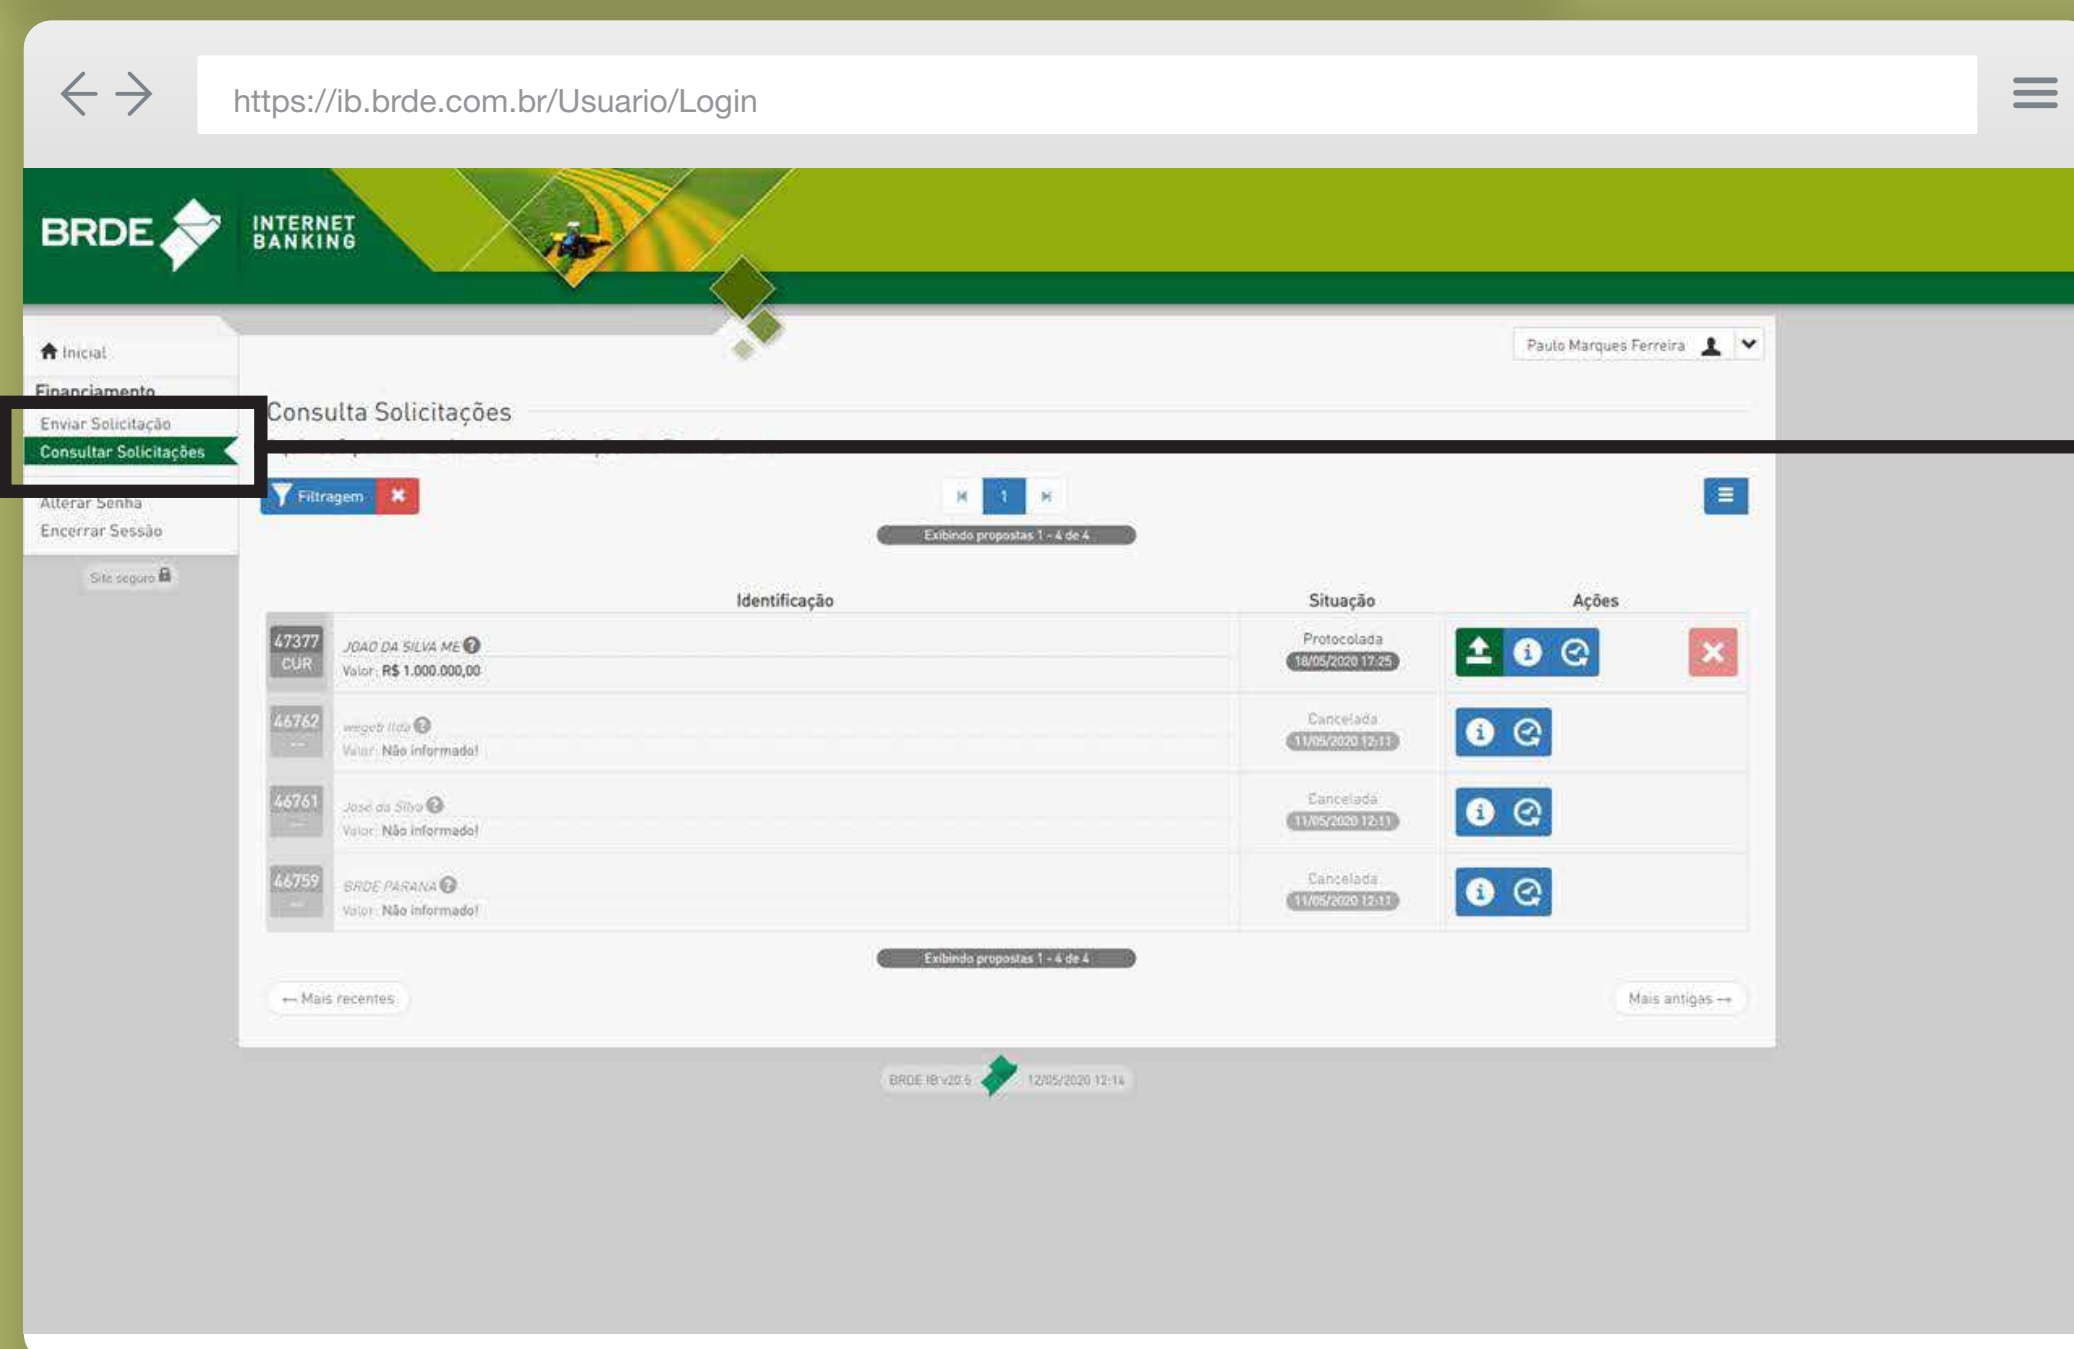 https://ib.brde.com.br/Usuario/Login
BRDE INTERNET BANKING
Inicial
Paulo Marques Ferreira
Financiamento
Enviar Solicitação
Consultar Solicitações
Alterar Senha
Encerrar Sessão
Site seguro
Consulta Solicitações
Filtragem
1
Exibindo propostas 1 - 4 de 4
Identificação Situação Ações
47377 JOAO DA SILVA ME Protocolada
CUR Valor: R$ 1.000.000,00 18/05/2020 17:25
46762 Cancelada
-- Valor: Não informado! 11/05/2020 12:11
46761 José da Silva Cancelada
-- Valor: Não informado! 11/05/2020 12:11
46759 BRDE PARANA Cancelada
-- Valor: Não informado! 11/05/2020 12:11
Exibindo propostas 1 - 4 de 4
← Mais recentes Mais antigas →
BRDE IB v20.5 12/05/2020 12:14